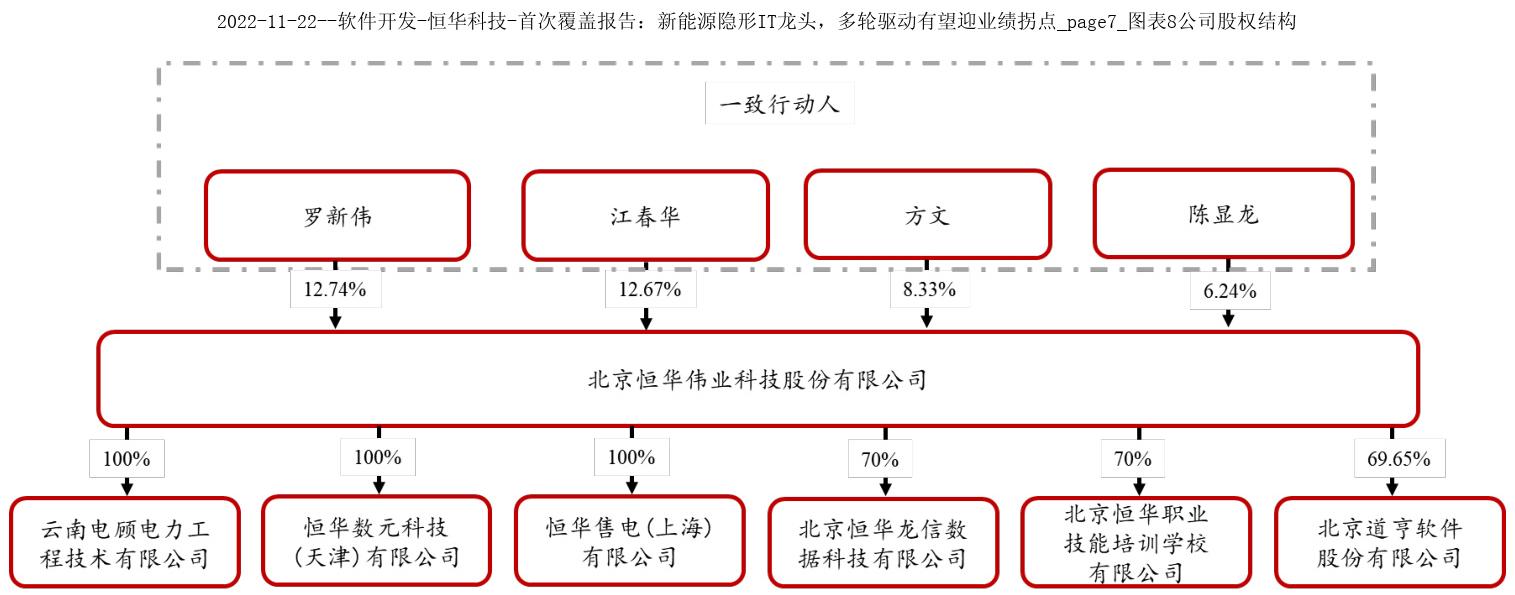 2022-11-22--软件开发-恒华科技-首次覆盖报告：新能源隐形IT龙头，多轮驱动有望迎业绩拐点_page7_图表8公司股权结构
一致行动人
罗新伟
江春华
方文
陈显龙
12.74%
12.67%
8.33%
6.24%
北京恒华伟业科技股份有限公司
100%
100%
100%
70%
70%
69.65%
云南电顾电力工
程技术有限公司
恒华数元科技
(天津)有限公司
恒华售电(上海)
有限公司
北京恒华龙信数
据科技有限公司
北京恒华职业
技能培训学校
有限公司
北京道亨软件
股份有限公司